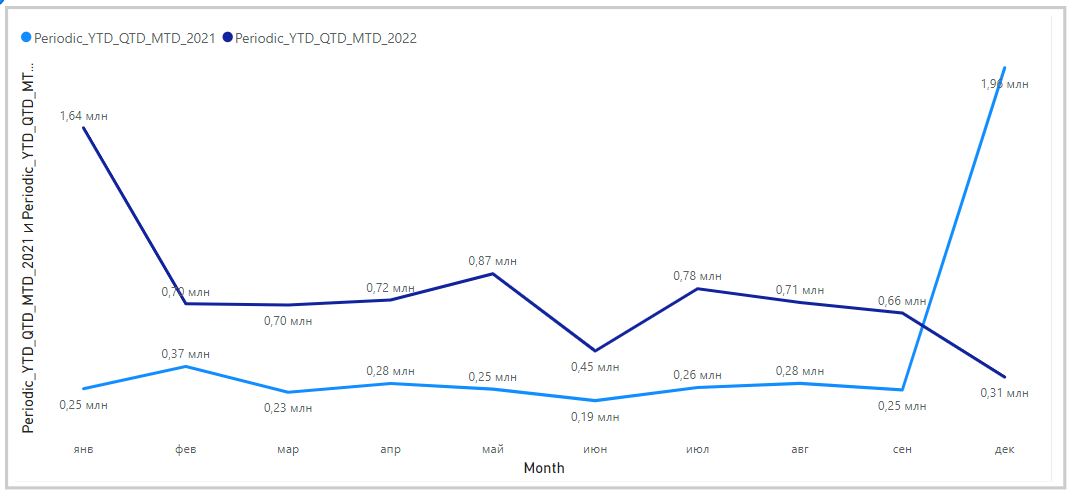 Periodic_YTD_QTD_MTD_2021 Periodic_YTD_QTD_MTD_2022
Periodic_YTD_QTD_MTD_2021 и Periodic_YTD_QTD_MT...
1,96 млн
1,64 млн
0,87 млн
0,78 млн
0,70 млн
0,72 млн
0,71 млн
0,66 млн
0,70 млн
0,37 млн
0,45 млн
0,28 млн
0,25 млн
0,26 млн
0,28 млн
0,31 млн
0,25 млн
0,23 млн
0,19 млн
0,25 млн
янв фев мар апр май июн июл авг сен дек
Month